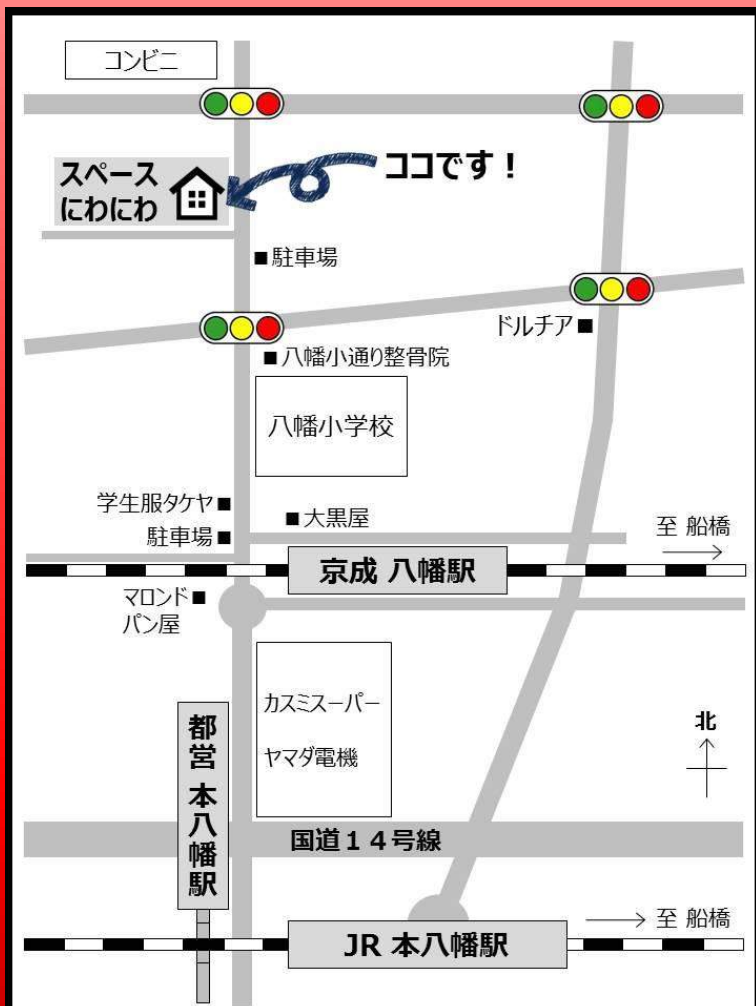 コンビニ
スペース
にわにわ
ココです！
■駐車場
ドルチア■
■八幡小通り整骨院
八幡小学校
学生服タケヤ■
■大黒屋
駐車場■
至 船橋
京成 八幡駅
マロンド■
パン屋
カスミスーパー
ヤマダ電機
都営 本八幡駅
北
国道１４号線
至 船橋
JR 本八幡駅